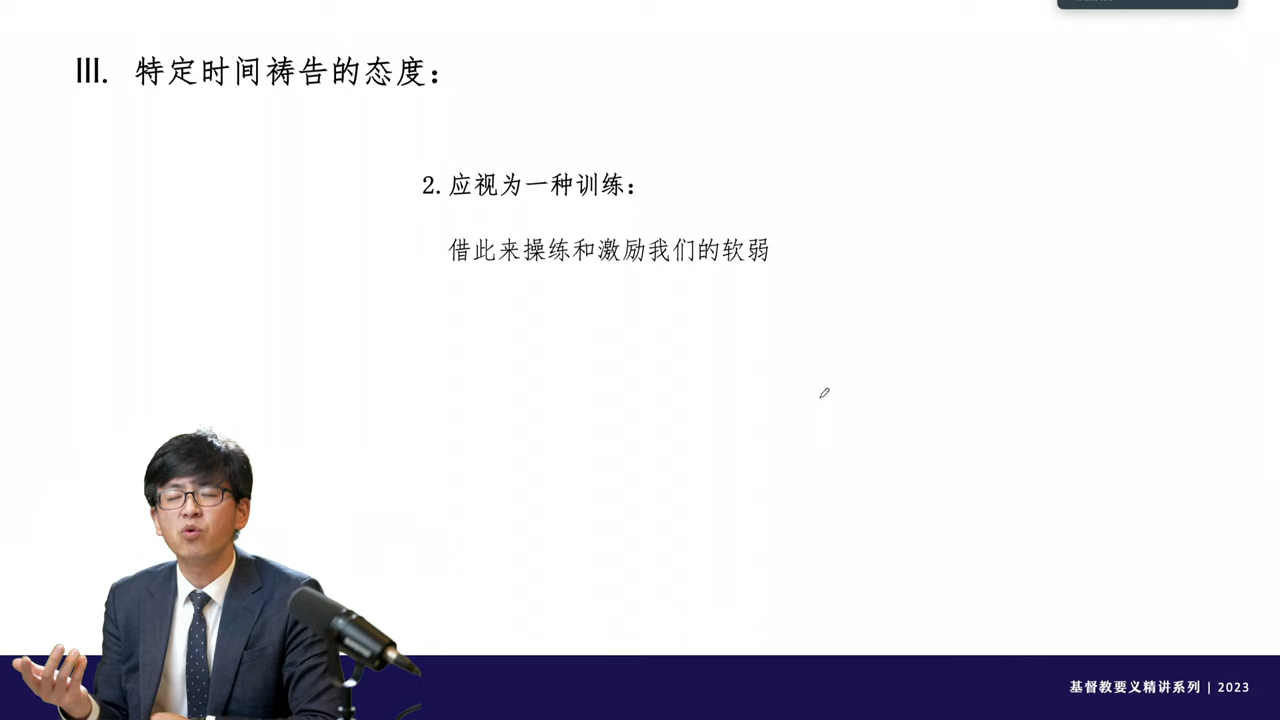 III. 特定时间祷告的态度：
2. 应视为一种训练：
借此来操练和激励我们的软弱
基督教要义精讲系列 | 2023